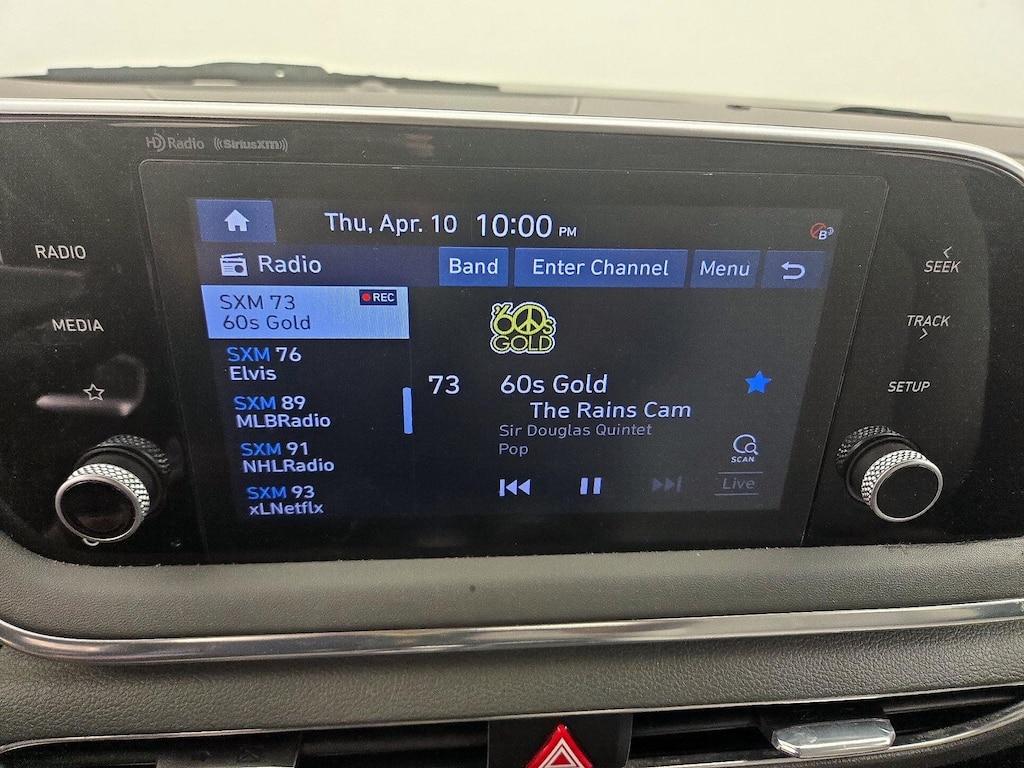 HD Radio ((SiriusXM))
Thu, Apr. 10 10:00 PM
B
RADIO
MEDIA
Radio
Band
Enter Channel
Menu
SXM 73
REC
60s Gold
SXM 76
Elvis
SXM 89
MLBRadio
SXM 91
NHLRadio
SXM 93
xLNetflx
'60s
GOLD
73 60s Gold
The Rains Cam
Sir Douglas Quintet
Pop
SCAN
Live
SEEK
TRACK
SETUP